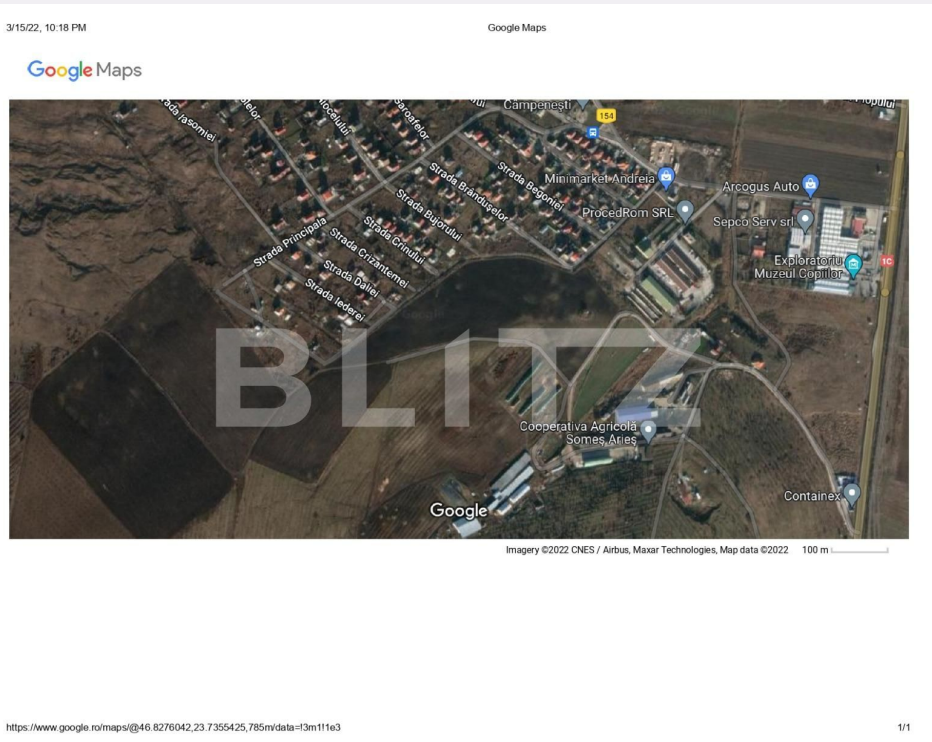 3/15/22, 10:18 PM
Google Maps
Google Maps
Câmpenești
154
Strada Iasomiei
Minimarket Andreia
Arcogus Auto
ProcedRom SRL
Sepco Serv srl
Exploratoriu
Muzeul Copiilor
1C
Strada Begoniei
Strada Brândușelor
Strada Bujorului
Strada Crinului
Strada Crizantemei
Strada Principala
Strada Daliei
Strada Iederei
BLITZ
Cooperativa Agricolă
Someș Arieș
Containex
Google
Imagery ©2022 CNES / Airbus, Maxar Technologies, Map data ©2022 100 m
https://www.google.ro/maps/@46.8276042,23.7355425,785m/data=!3m1!1e3
1/1